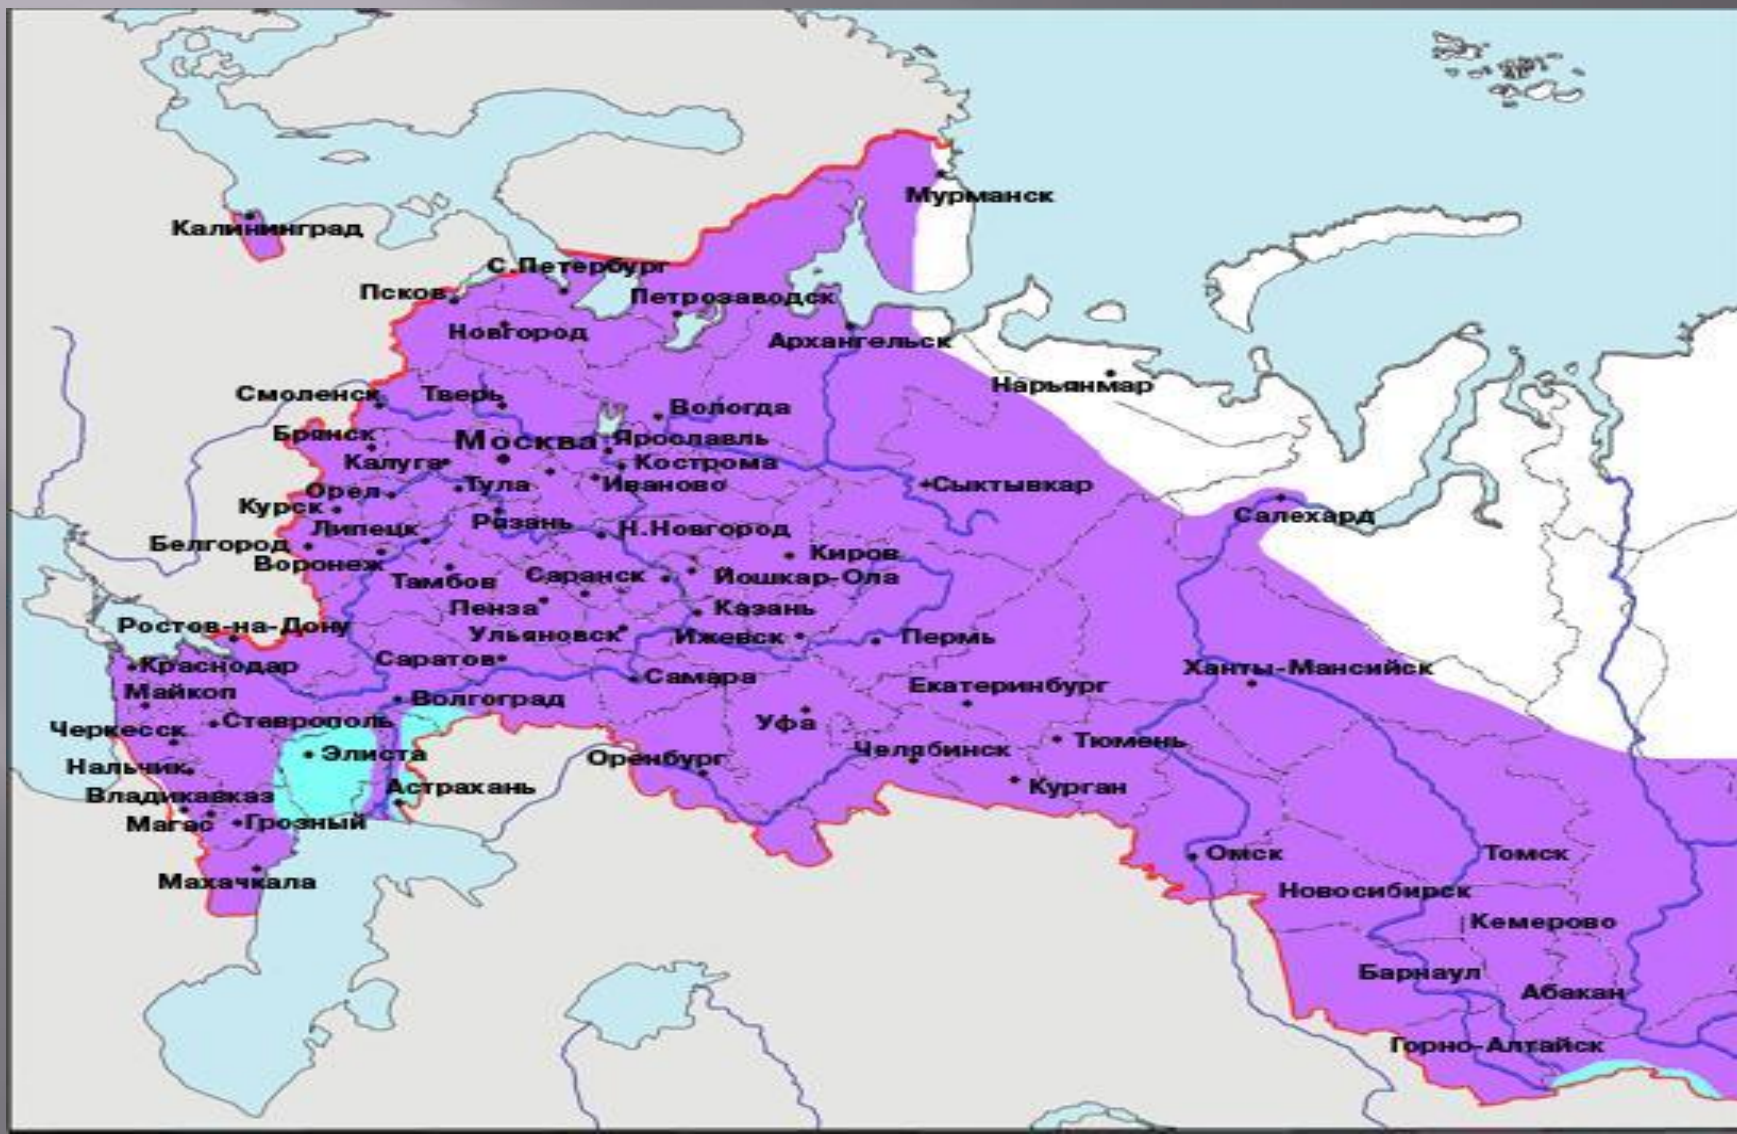 Мурманск
Калининград
С.Петербург
Псков
Петрозаводск
Новгород
Архангельск
Нарьянмар
Смоленск
Тверь
Вологда
Брянск
Москва
Ярославль
Калуга
Кострома
Орел
Тула
Иваново
Сыктывкар
Курск
Липецк
Рязань
Н.Новгород
Салехард
Белгород
Воронеж
Киров
Тамбов
Саранск
Йошкар-Ола
Пенза
Казань
Ростов-на-Дону
Ульяновск
Ижевск
Пермь
Краснодар
Саратов
Самара
Ханты-Мансийск
Майкоп
Волгоград
Екатеринбург
Черкесск
Ставрополь
Уфа
Элиста
Челябинск
Тюмень
Нальчик
Оренбург
Астрахань
Курган
Владикавказ
Магас
Грозный
Махачкала
Омск
Томск
Новосибирск
Кемерово
Барнаул
Абакан
Горно-Алтайск